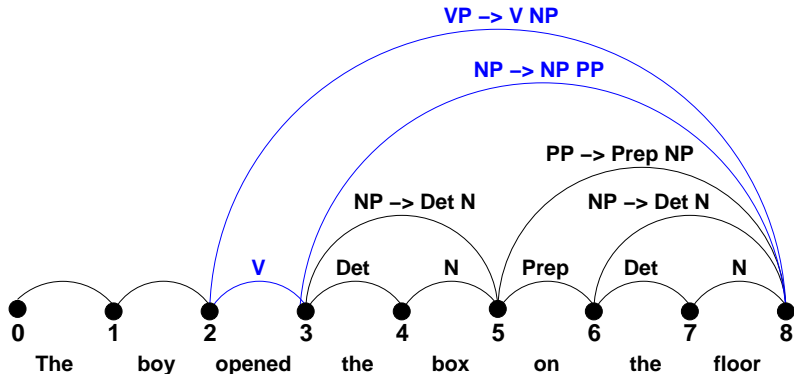 VP –> V NP
NP –> NP PP
PP –> Prep NP
NP –> Det N NP –> Det N
V Det N Prep Det N
0 1 2 3 4 5 6 7 8
The boy opened the box on the floor